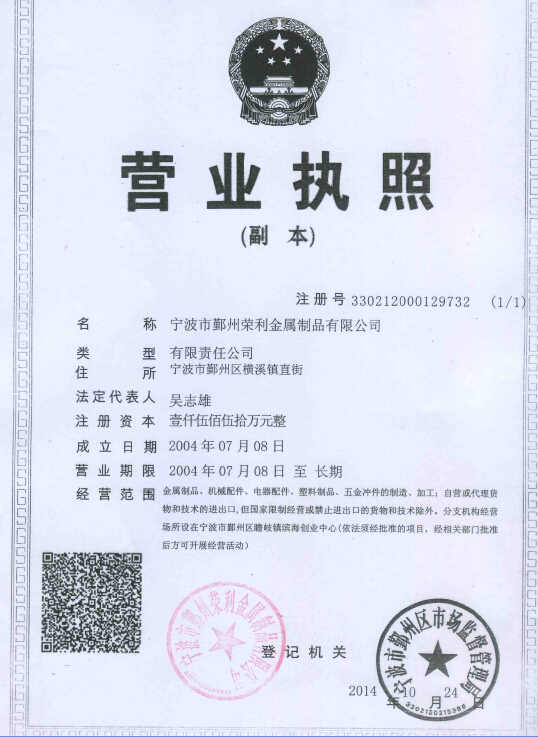 营业执照
(副 本)
注册号 330212000129732 (1/1)
名 称 宁波市鄞州荣利金属制品有限公司
类 型 有限责任公司
住 所 宁波市鄞州区横溪镇直街
法定代表人 吴志雄
注册资本 壹仟伍佰伍拾万元整
成立日期 2004年07月08日
营业期限 2004年07月08日 至 长期
经营范围 金属制品、机械配件、电器配件、塑料制品、五金冲件的制造、加工;自营或代理货
物和技术的进出口,但国家限制经营或禁止进出口的货物和技术除外。分支机构经营
场所设在宁波市鄞州区瞻岐镇滨海创业中心(依法须经批准的项目，经相关部门批准
后方可开展经营活动)
宁波市鄞州荣利金属制品有限公司
登记机关
宁波市鄞州区市场监督管理局
2014年10月24日